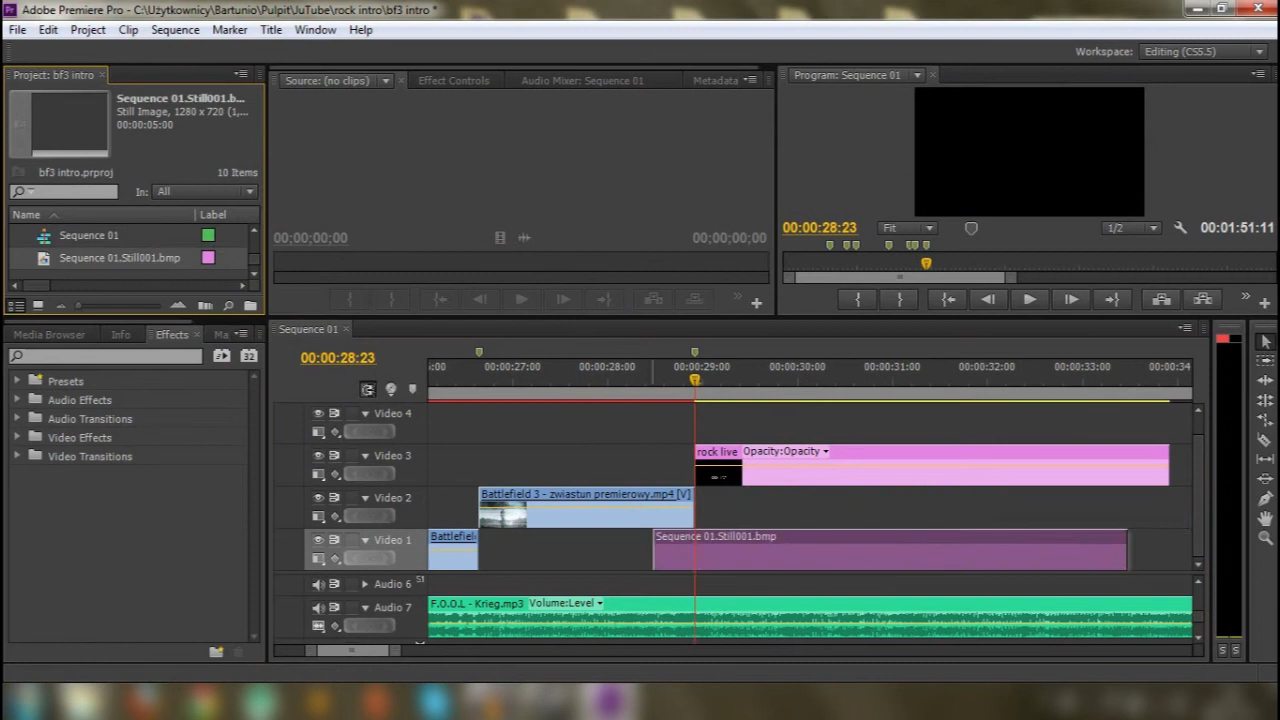 Adobe Premiere Pro - C:\Użytkownicy\Bartunio\Pulpit\JuTube\rock intro\bf3 intro *
File Edit Project Clip Sequence Marker Title Window Help
Workspace: Editing (CS5.5)
Project: bf3 intro
Sequence 01.Still001.b...
Still Image, 1280 x 720 (1,...
00:00:05:00
bf3 intro.prproj 10 Items
In: All
Name Label
Sequence 01
Sequence 01.Still001.bmp
Source: (no clips) Effect Controls Audio Mixer: Sequence 01 Metadata
00;00;00;00 00;00;00;00
Program: Sequence 01
00:00:28:23 Fit 1/2 00:01:51:11
Media Browser Info Effects Ma
32
Presets
Audio Effects
Audio Transitions
Video Effects
Video Transitions
Sequence 01
00:00:28:23
:00 00:00:27:00 00:00:28:00 00:00:29:00 00:00:30:00 00:00:31:00 00:00:32:00 00:00:33:00 00:00:34
Video 4
Video 3 rock live Opacity:Opacity
Video 2 Battlefield 3 - zwiastun premierowy.mp4 [V]
Video 1 Battlefiel Sequence 01.Still001.bmp
Audio 6 S1
Audio 7 F.O.O.L - Krieg.mp3 Volume:Level
S S